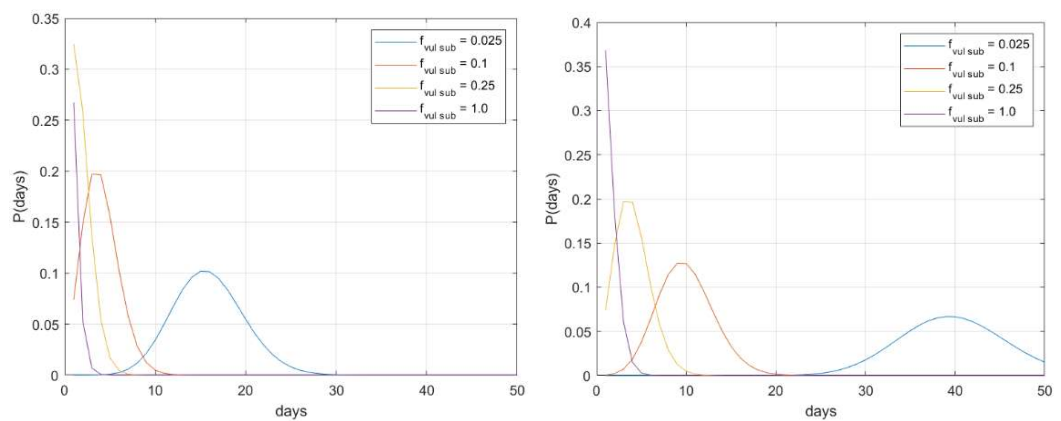 0.35
0.3
0.25
0.2
0.15
0.1
0.05
0
P(days)
0 10 20 30 40 50
days
f vul sub = 0.025
f vul sub = 0.1
f vul sub = 0.25
f vul sub = 1.0
0.4
0.35
0.3
0.25
0.2
0.15
0.1
0.05
0
P(days)
0 10 20 30 40 50
days
f vul sub = 0.025
f vul sub = 0.1
f vul sub = 0.25
f vul sub = 1.0